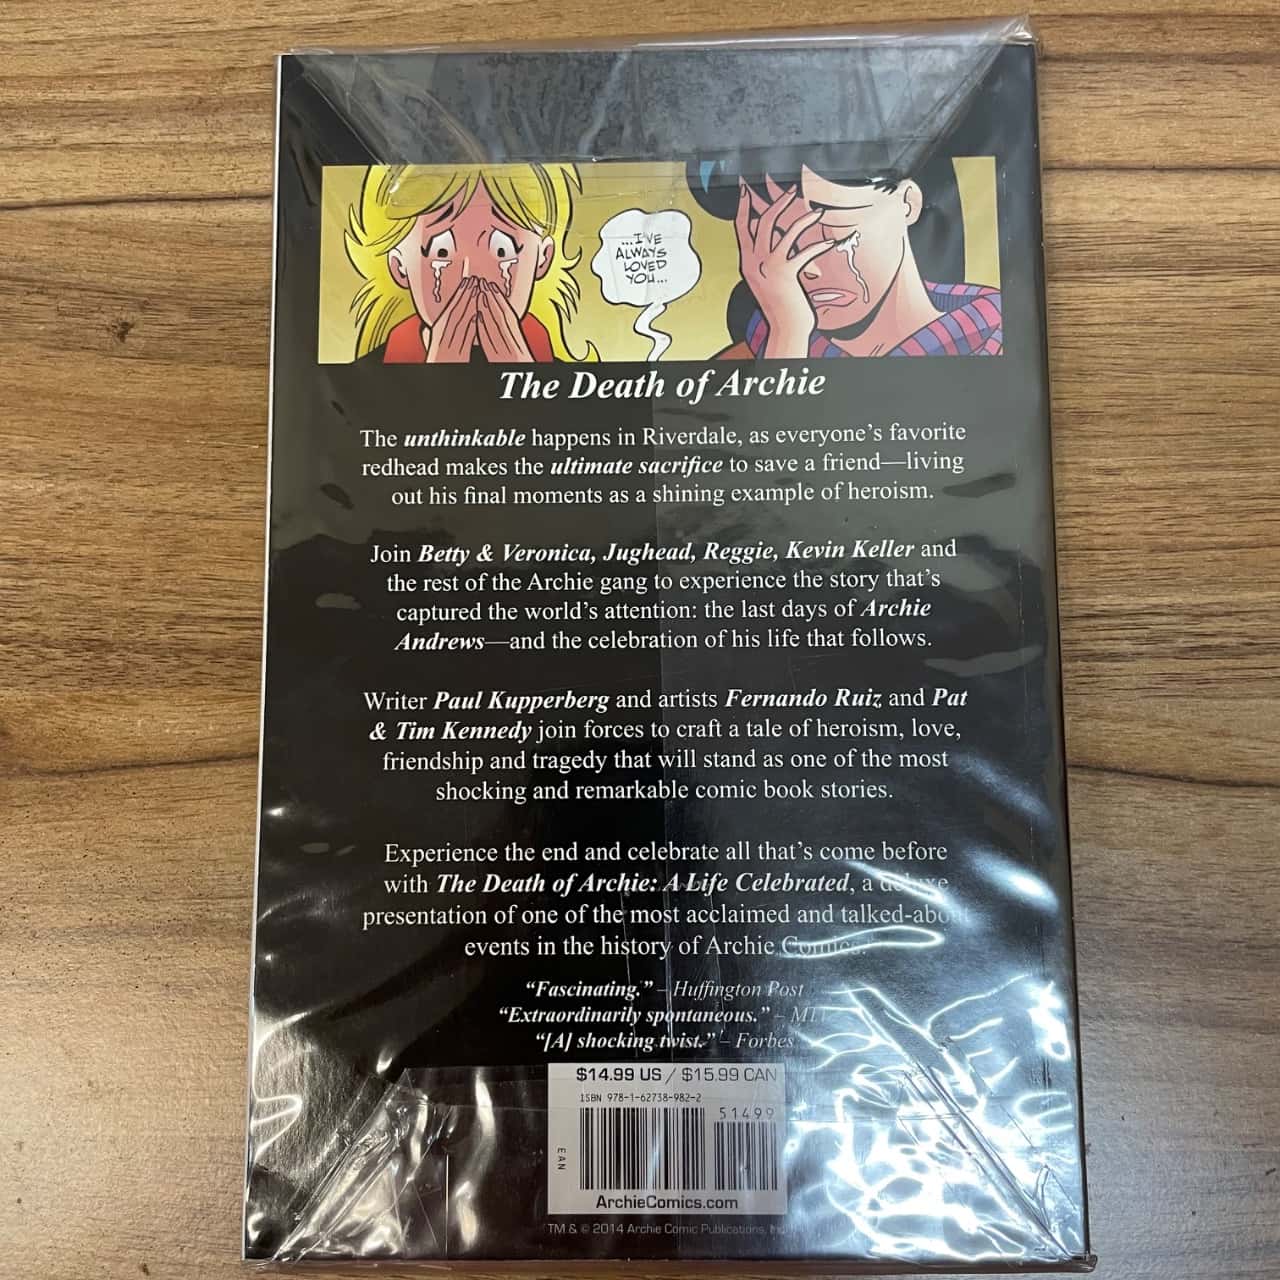 ...I'VE
ALWAYS
LOVED
YOU...
The Death of Archie
The unthinkable happens in Riverdale, as everyone's favorite
redhead makes the ultimate sacrifice to save a friend—living
out his final moments as a shining example of heroism.
Join Betty & Veronica, Jughead, Reggie, Kevin Keller and
the rest of the Archie gang to experience the story that's
captured the world's attention: the last days of Archie
Andrews—and the celebration of his life that follows.
Writer Paul Kupperberg and artists Fernando Ruiz and Pat
& Tim Kennedy join forces to craft a tale of heroism, love,
friendship and tragedy that will stand as one of the most
shocking and remarkable comic book stories.
Experience the end and celebrate all that's come before
with The Death of Archie: A Life Celebrated, a deluxe
presentation of one of the most acclaimed and talked-about
events in the history of Archie Comics.
"Fascinating." – Huffington Post
"Extraordinarily spontaneous." –
"[A] shocking twist." – Forbes
$14.99 US / $15.99 CAN
ISBN 978-1-62738-982-2
51499
EAN
ArchieComics.com
TM & © 2014 Archie Comic Publications, Inc.